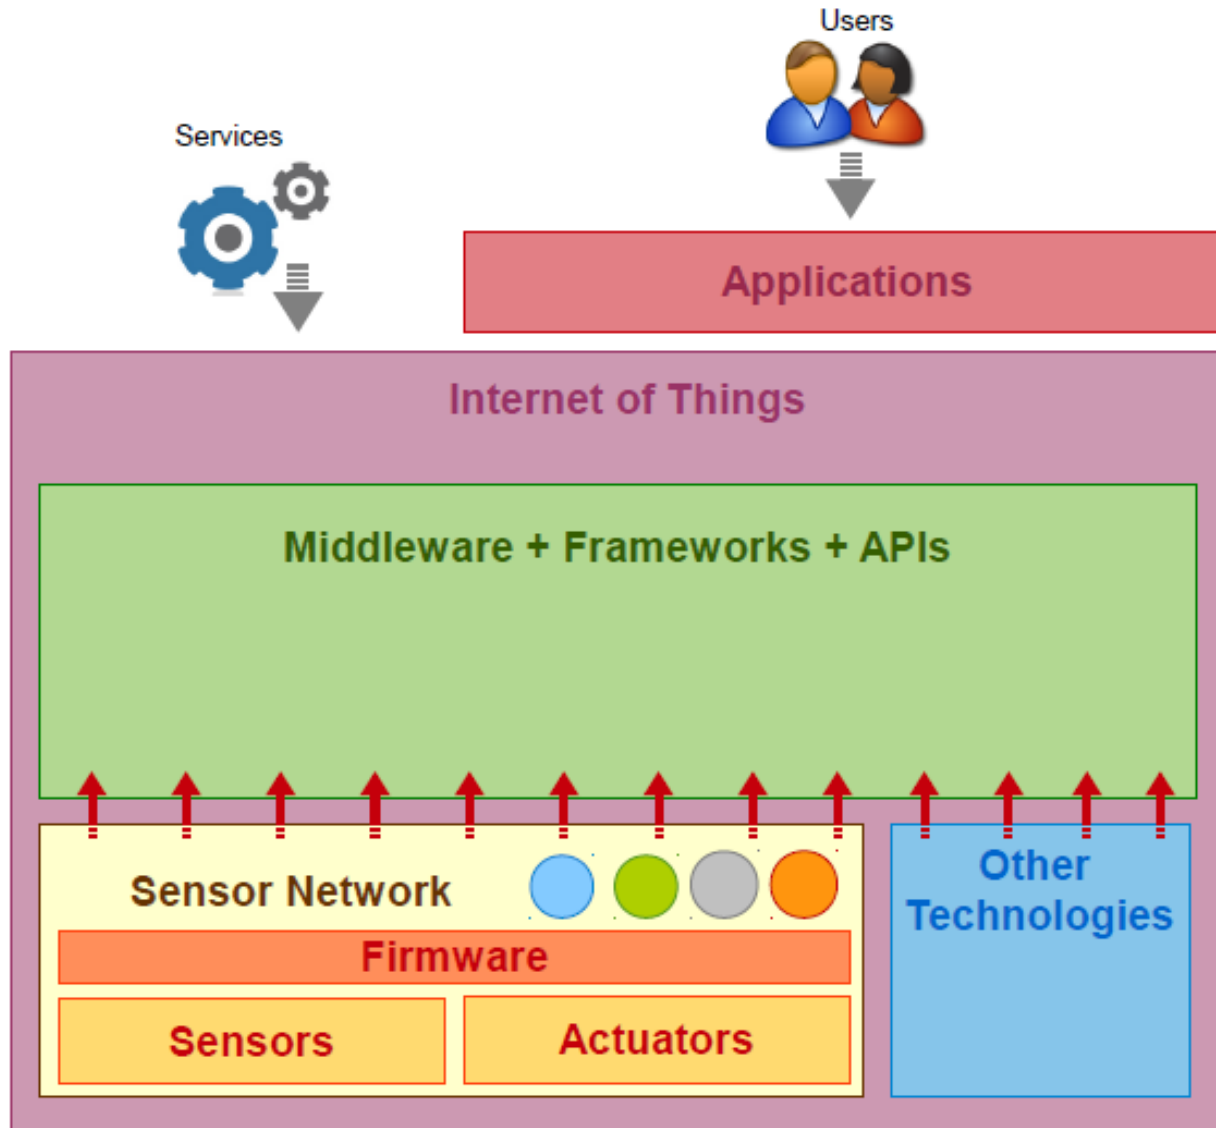 Users
Services
Applications
Internet of Things
Middleware + Frameworks + APIs
Sensor Network
Other
Technologies
Firmware
Sensors
Actuators